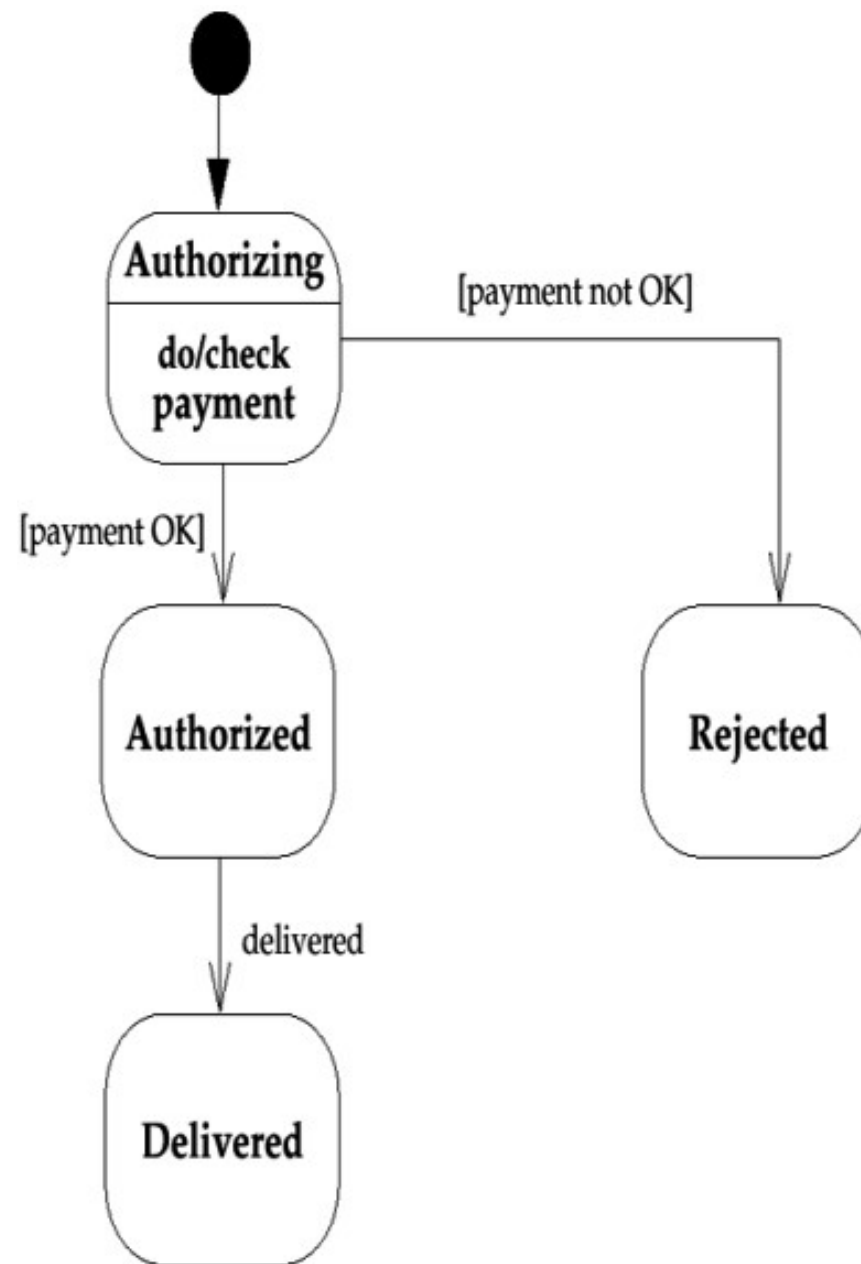 Authorizing
[payment not OK]
do/check
payment
[payment OK]
Authorized
Rejected
delivered
Delivered